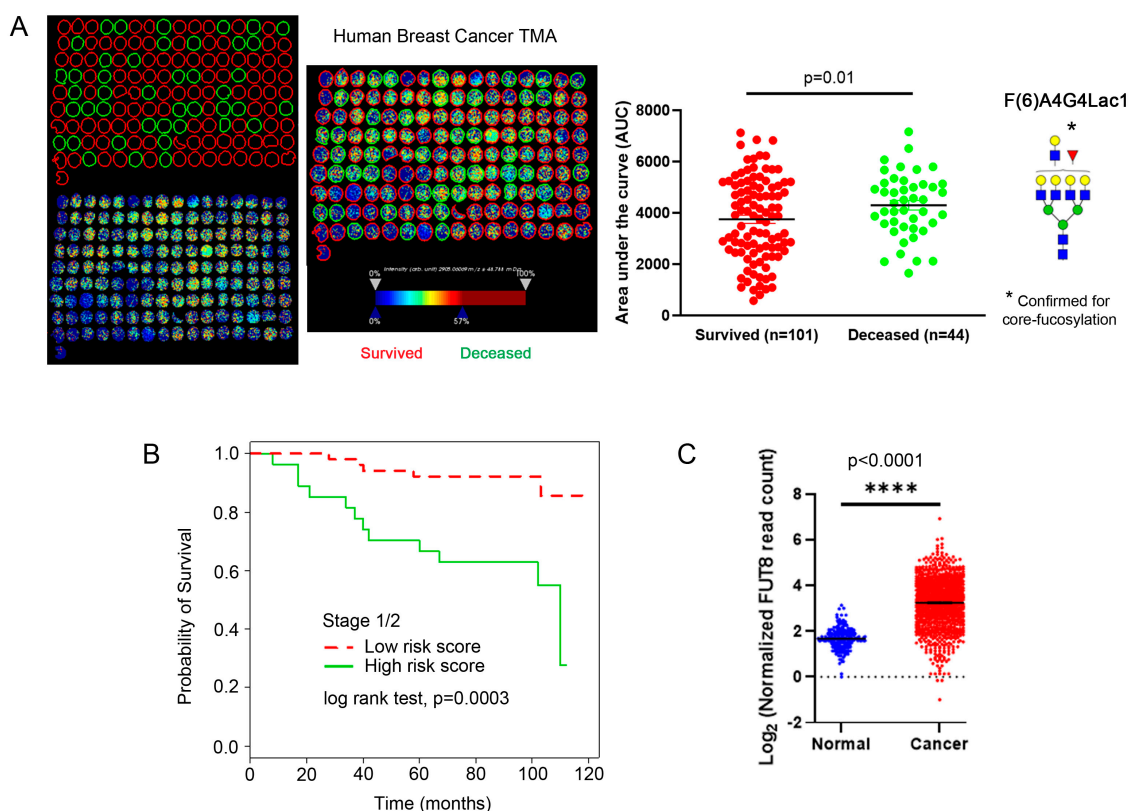 A
Human Breast Cancer TMA
0%
100%
0%
57%
Survived
Deceased
p=0.01
Area under the curve (AUC)
8000
6000
4000
2000
0
Survived (n=101)
Deceased (n=44)
F(6)A4G4Lac1
*
* Confirmed for
core-fucosylation
B
Probability of Survival
1.0
0.8
0.6
0.4
0.2
0.0
Stage 1/2
Low risk score
High risk score
log rank test, p=0.0003
0
20
40
60
80
100
120
Time (months)
C
p<0.0001
****
Log2 (Normalized FUT8 read count)
8
6
4
2
0
-2
Normal
Cancer